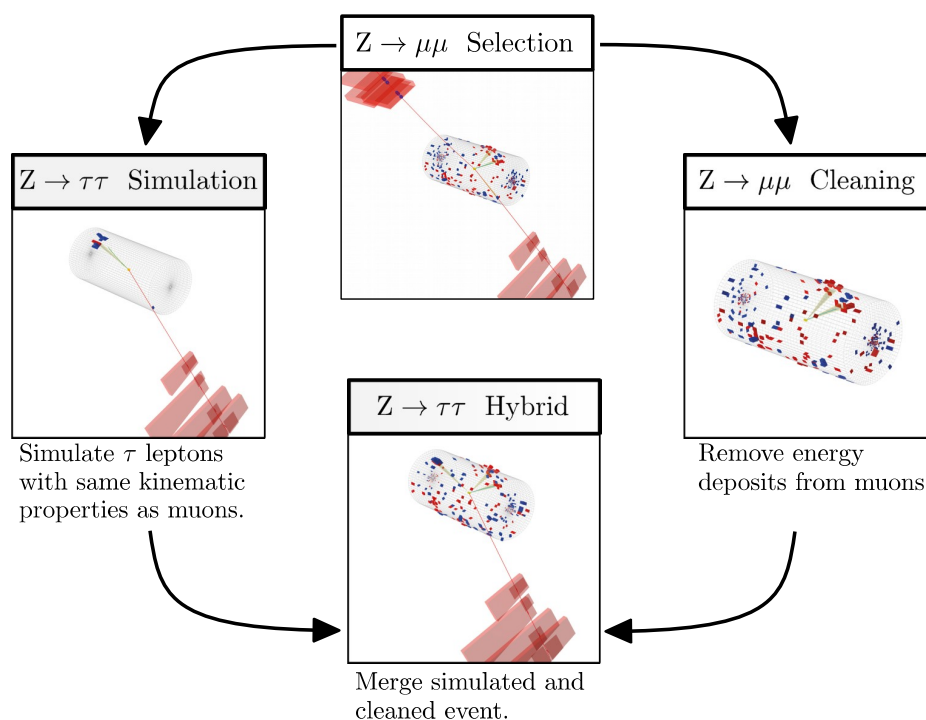 Z → μμ Selection
Z → ττ Simulation
Z → μμ Cleaning
Z → ττ Hybrid
Simulate τ leptons
with same kinematic
properties as muons.
Remove energy
deposits from muons
Merge simulated and
cleaned event.